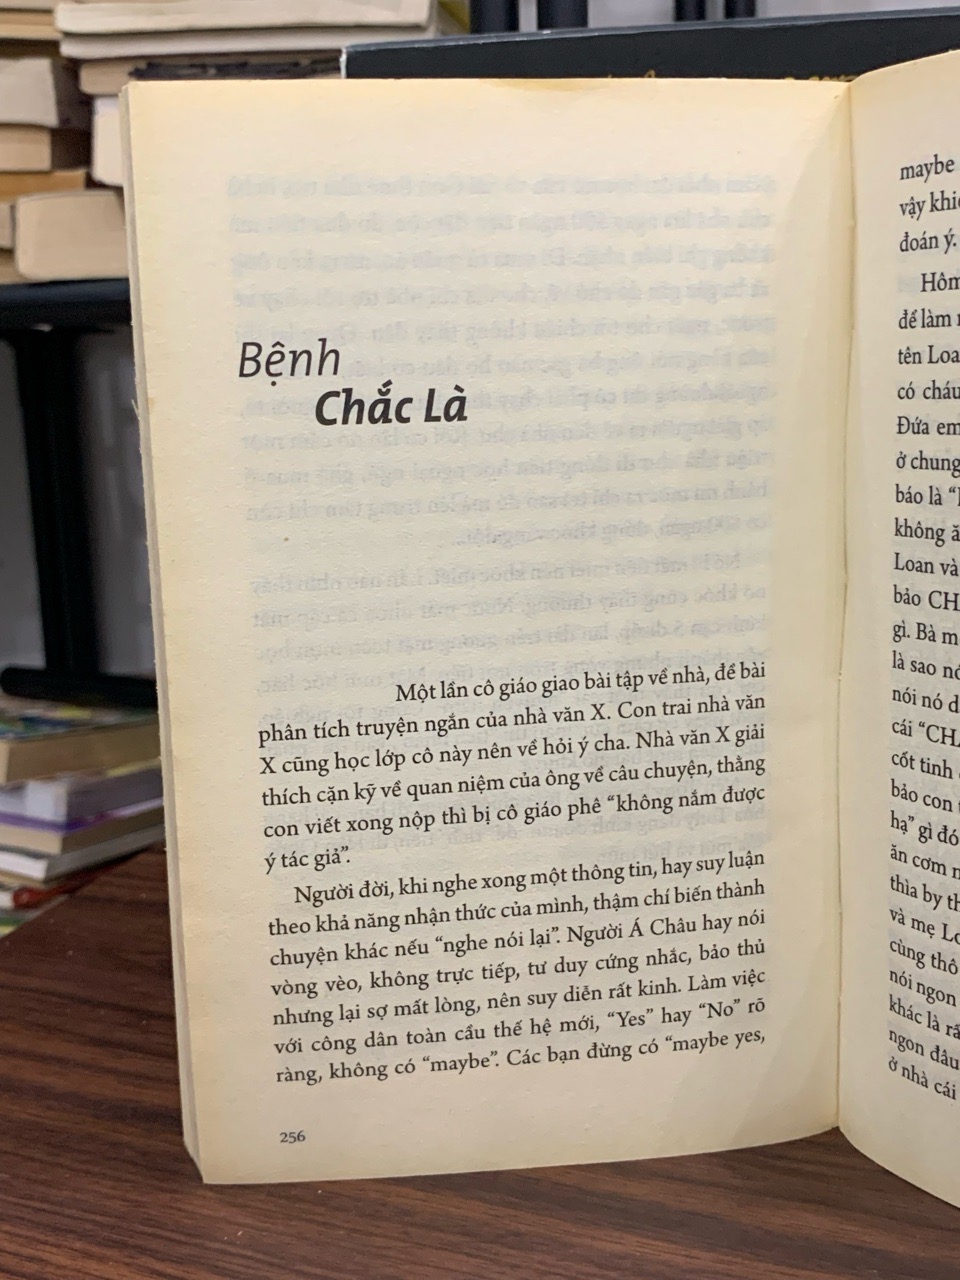 Bệnh
Chắc Là
Một lần cô giáo giao bài tập về nhà, đề bài
phân tích truyện ngắn của nhà văn X. Con trai nhà văn
X cũng học lớp cô này nên về hỏi ý cha. Nhà văn X giải
thích cặn kỹ về quan niệm của ông về câu chuyện, thằng
con viết xong nộp thì bị cô giáo phê “không nắm được
ý tác giả”.
Người đời, khi nghe xong một thông tin, hay suy luận
theo khả năng nhận thức của mình, thậm chí biến thành
chuyện khác nếu “nghe nói lại”. Người Á Châu hay nói
vòng vèo, không trực tiếp, tư duy cứng nhắc, bảo thủ
nhưng lại sợ mất lòng, nên suy diễn rất kinh. Làm việc
với công dân toàn cầu thế hệ mới, “Yes” hay “No” rõ
ràng, không có “maybe”. Các bạn đừng có “maybe yes,
256
maybe
vậy khi
đoán ý.
Hôm
để làm
tên Loa
có cháu
Đứa em
ở chung
báo là
không ă
Loan và
bảo CH
gì. Bà m
là sao nó
nói nó d
cái “CHẮ
cốt tinh
bảo con
hạ” gì đó
ăn cơm n
thìa by th
và mẹ Lo
cùng thô
nói ngon
khác là rấ
ngon đâu
ở nhà cái